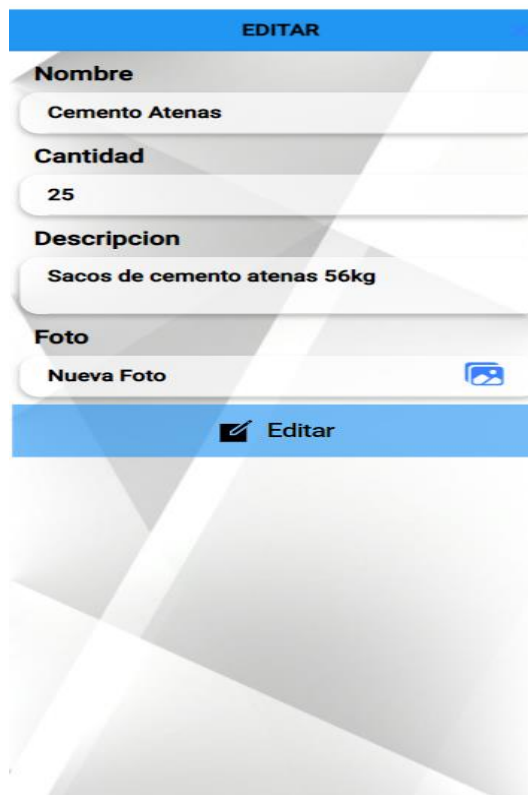 EDITAR
Nombre
Cemento Atenas
Cantidad
25
Descripcion
Sacos de cemento atenas 56kg
Foto
Nueva Foto
Editar